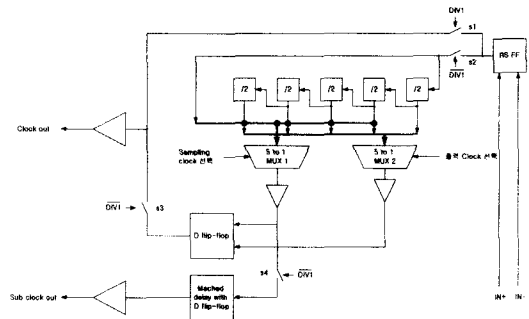 DIV1
s1
s2
DIV1
RS FF
/2
/2
/2
/2
/2
Clock out
Sampling
clock 선택
5 to 1
MUX 1
5 to 1
MUX 2
출력 Clock 선택
DIV1
s3
D flip-flop
s4
DIV1
Sub clock out
Mached
delay with
D flip-flop
IN+
IN-